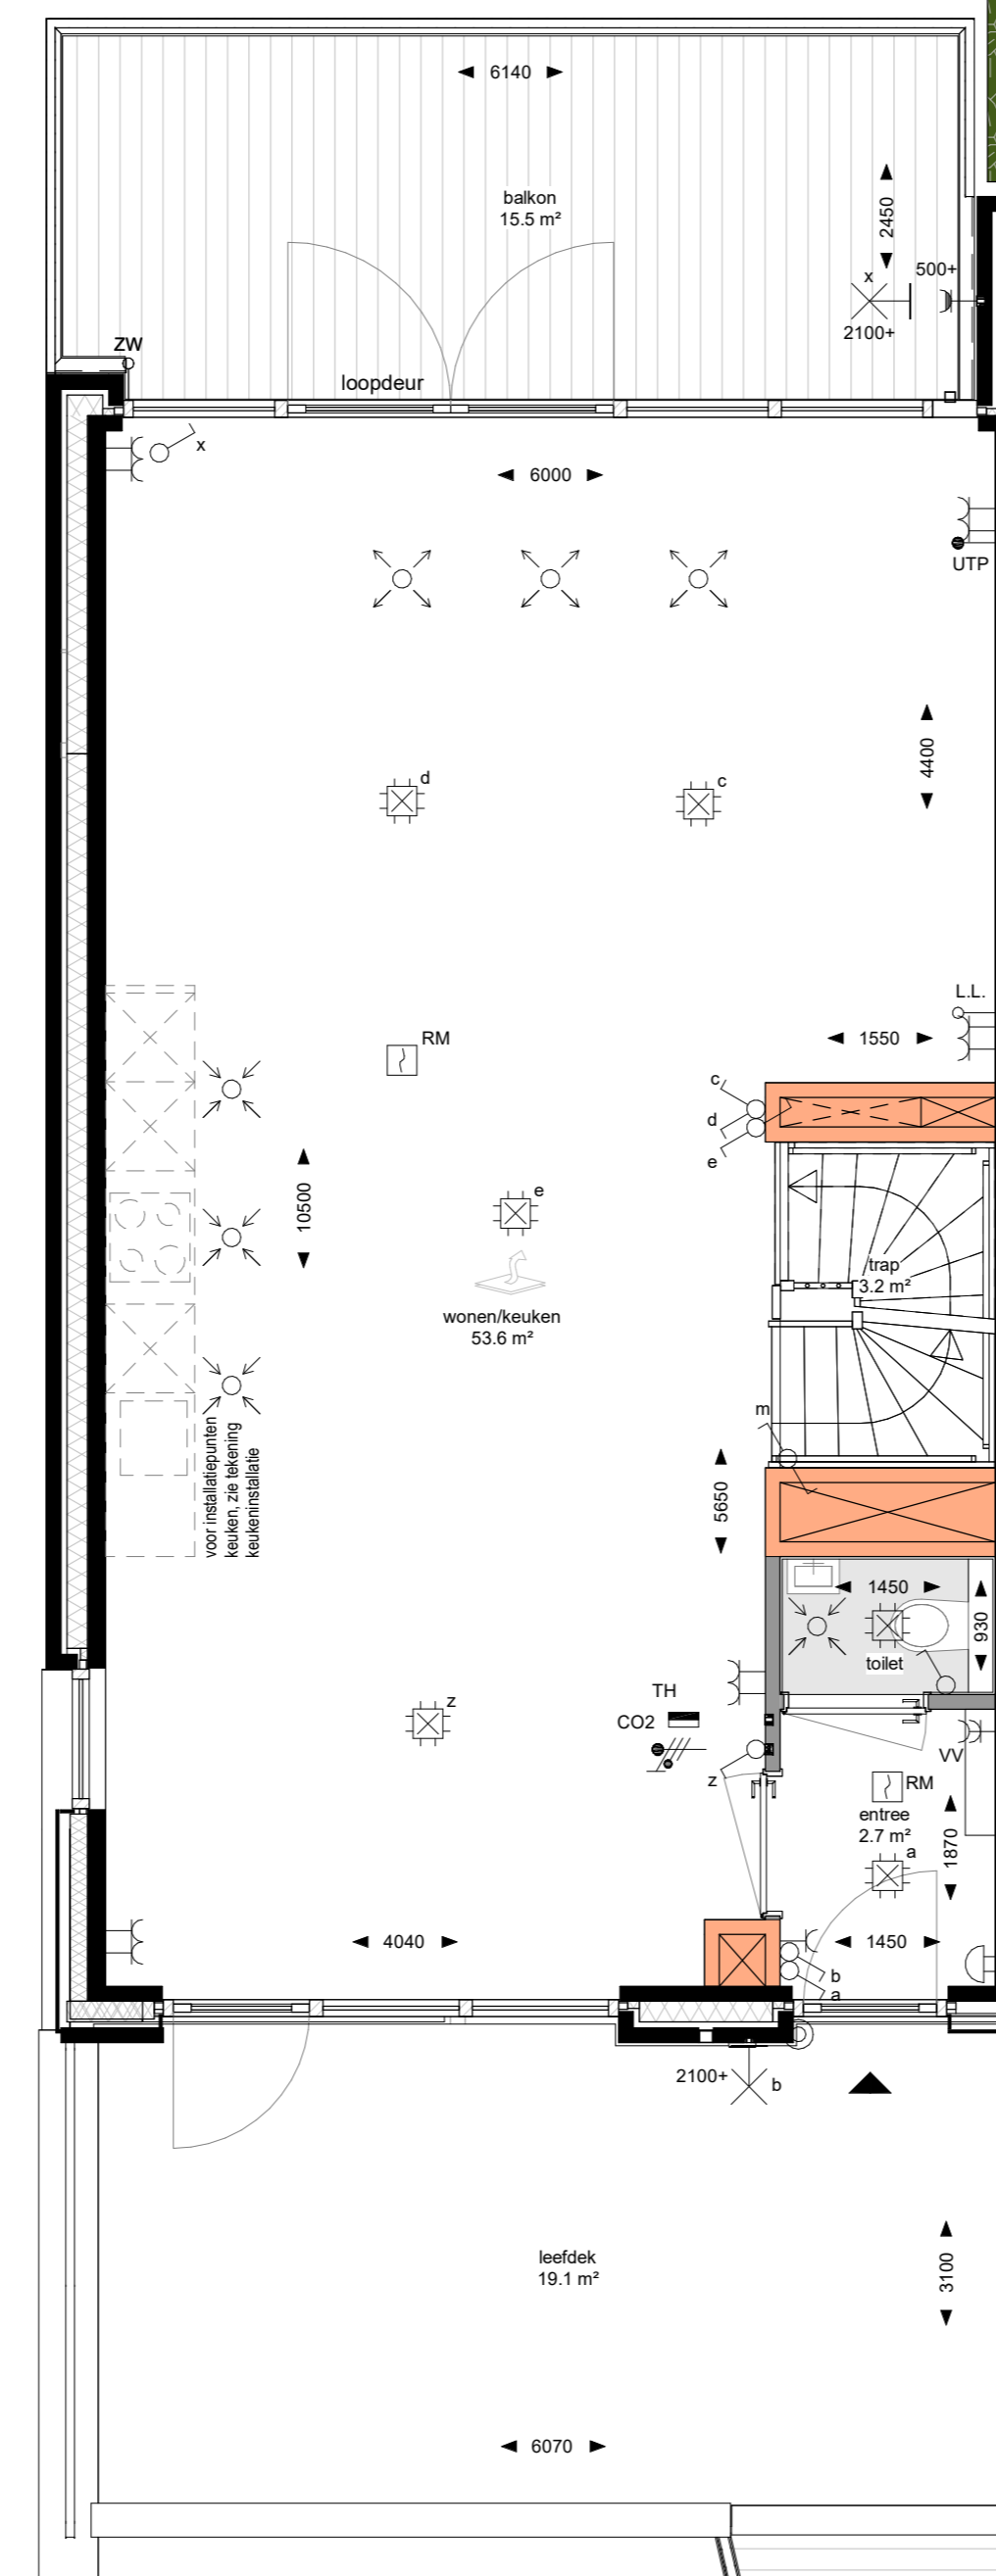 6140
balkon
15.5 m²
2450
500+
x
2100+
ZW
loopdeur
x
6000
UTP
4400
d
c
L.L.
RM
1550
c
d
e
10500
e
trap
3.2 m²
wonen/keuken
53.6 m²
m
voor installatiepunten
keuken, zie tekening
keukeninstallatie
5650
1450
930
toilet
TH
z
CO2
VV
z
RM
entree
2.7 m²
1870
a
4040
1450
b
a
2100+
b
leefdek
19.1 m²
3100
6070